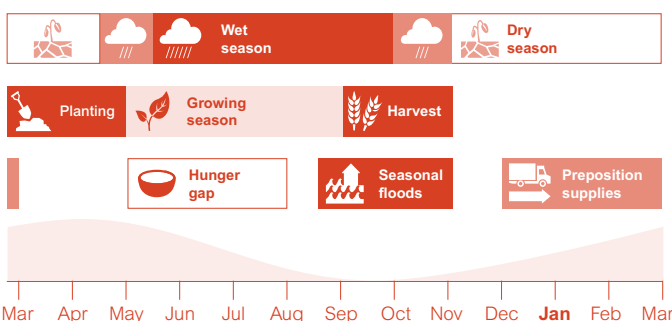 Wet
season
Dry
season
Planting
Growing
season
Harvest
Hunger
gap
Seasonal
floods
Preposition
supplies
Mar Apr May Jun Jul Aug Sep Oct Nov Dec Jan Feb Mar